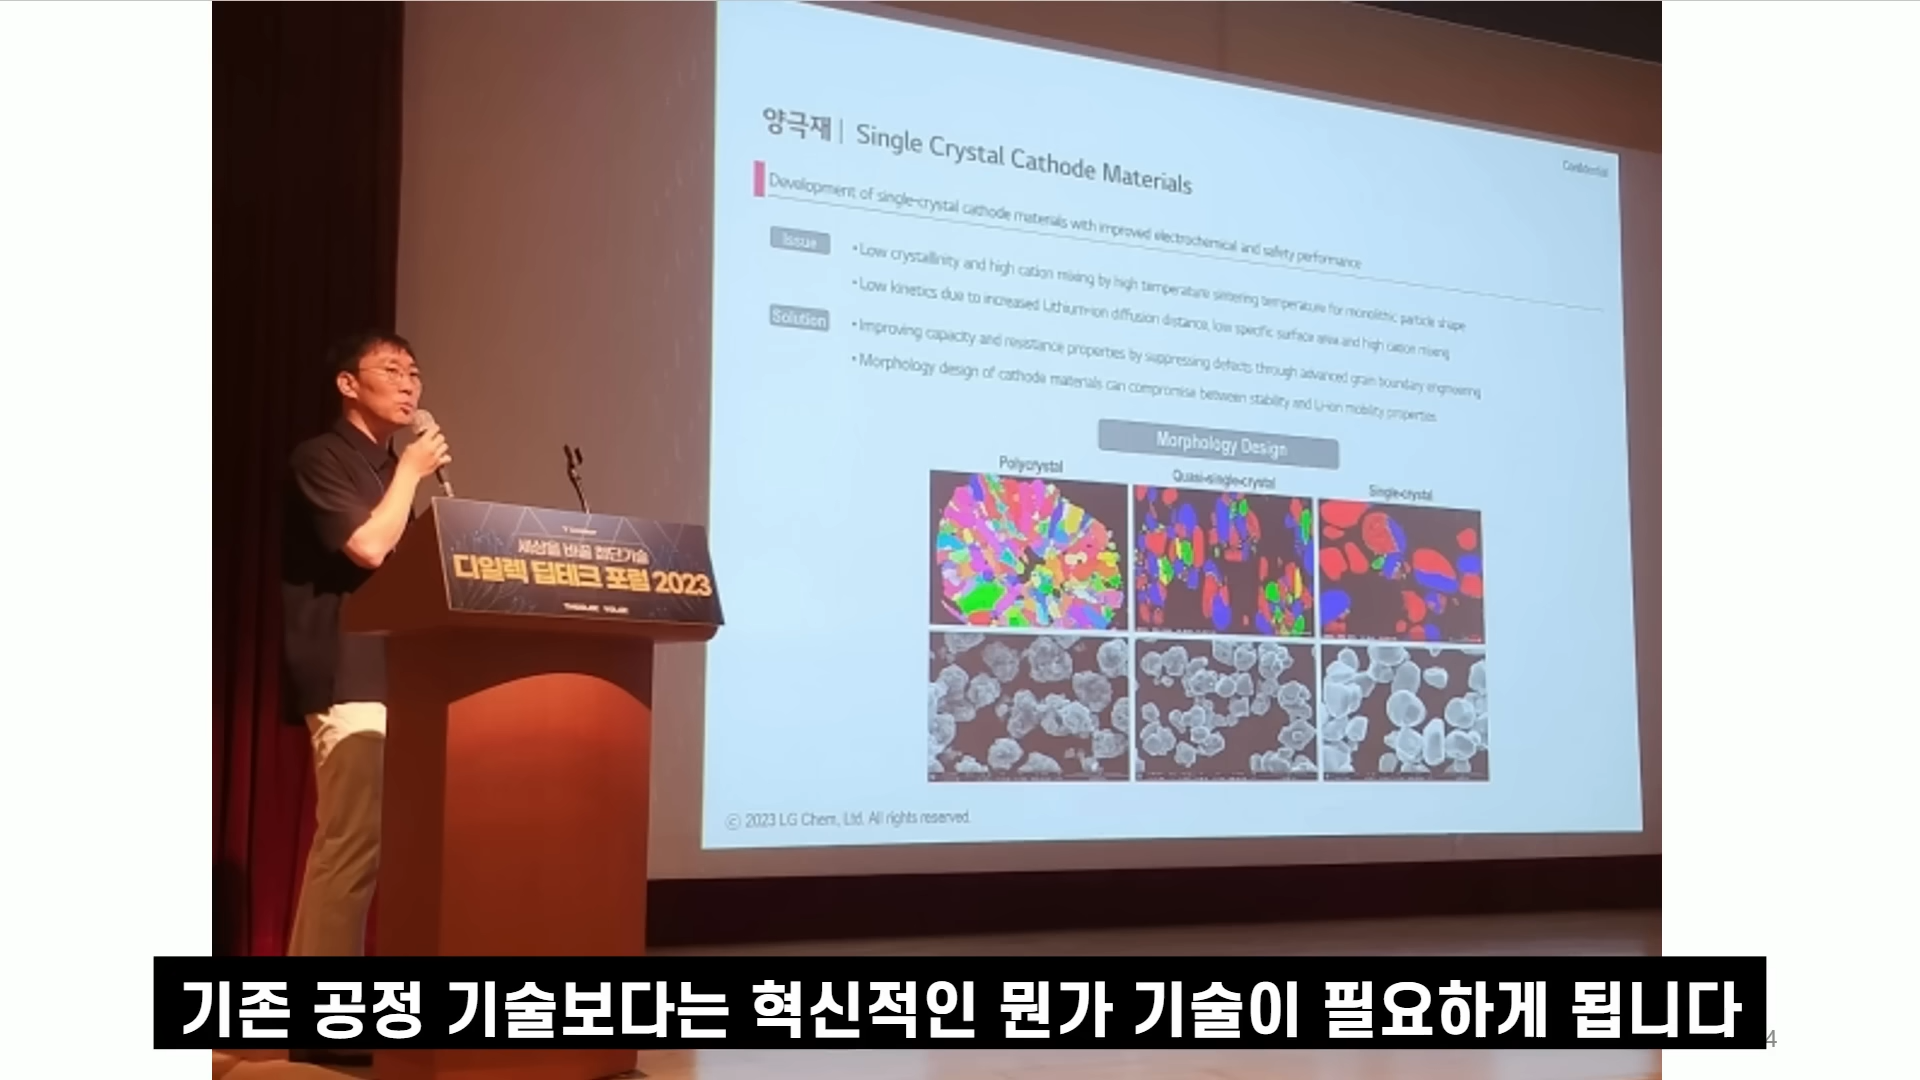 양극재 | Single Crystal Cathode Materials
Confidential
Development of single-crystal cathode materials with improved electrochemical and safety performance
Issue
• Low crystallinity and high cation mixing by high temperature sintering temperature for monolithic particle shape
• Low kinetics due to increased Lithium-ion diffusion distance, low specific surface area and high cation mixing
Solution
• Improving capacity and resistance properties by suppressing defects through advanced grain boundary engineering
• Morphology design of cathode materials can compromise between stability and Li-ion mobility properties
Morphology Design
Polycrystal
Quasi-single-crystal
Single-crystal
ⓒ 2023 LG Chem, Ltd. All rights reserved.
세상을 바꿀 첨단기술
디일렉 딥테크 포럼 2023
기존 공정 기술보다는 혁신적인 뭔가 기술이 필요하게 됩니다
4